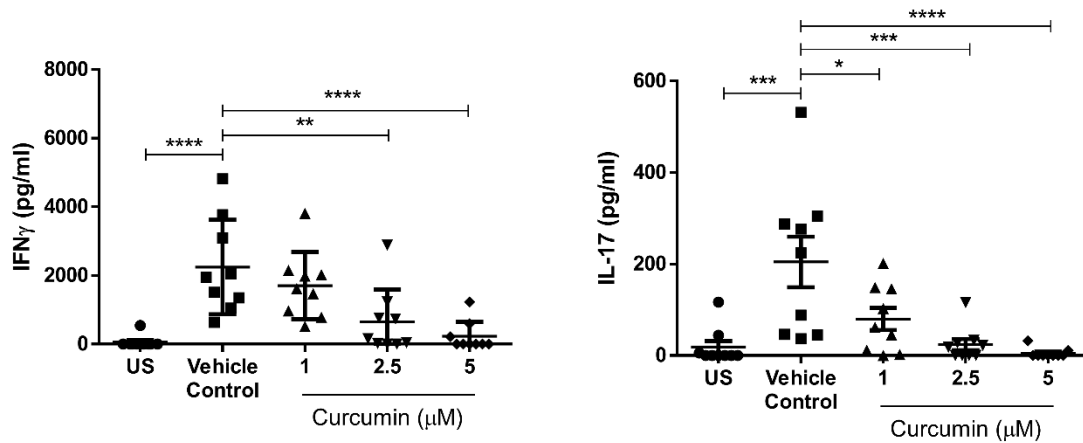 ****
**
****
8000
6000
4000
2000
0
IFNγ (pg/ml)
US
Vehicle
Control
1
2.5
5
Curcumin (μM)
****
***
*
***
600
400
200
0
IL-17 (pg/ml)
US
Vehicle
Control
1
2.5
5
Curcumin (μM)